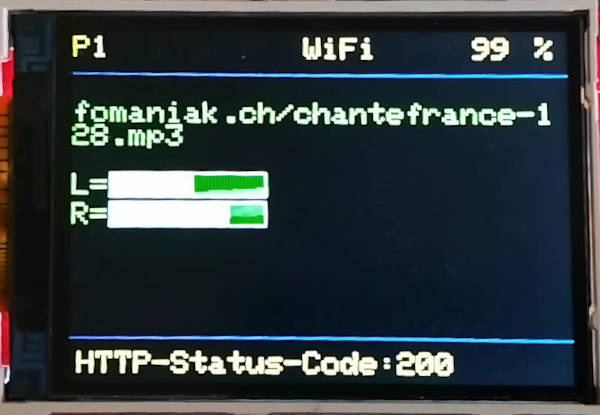 P1 WiFi 99 %
fomaniak.ch/chantefrance-1
28.mp3
L=
R=
HTTP-Status-Code:200